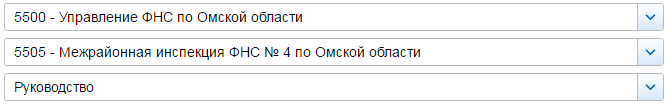 5500 - Управление ФНС по Омской области
5505 - Межрайонная инспекция ФНС № 4 по Омской области
Руководство